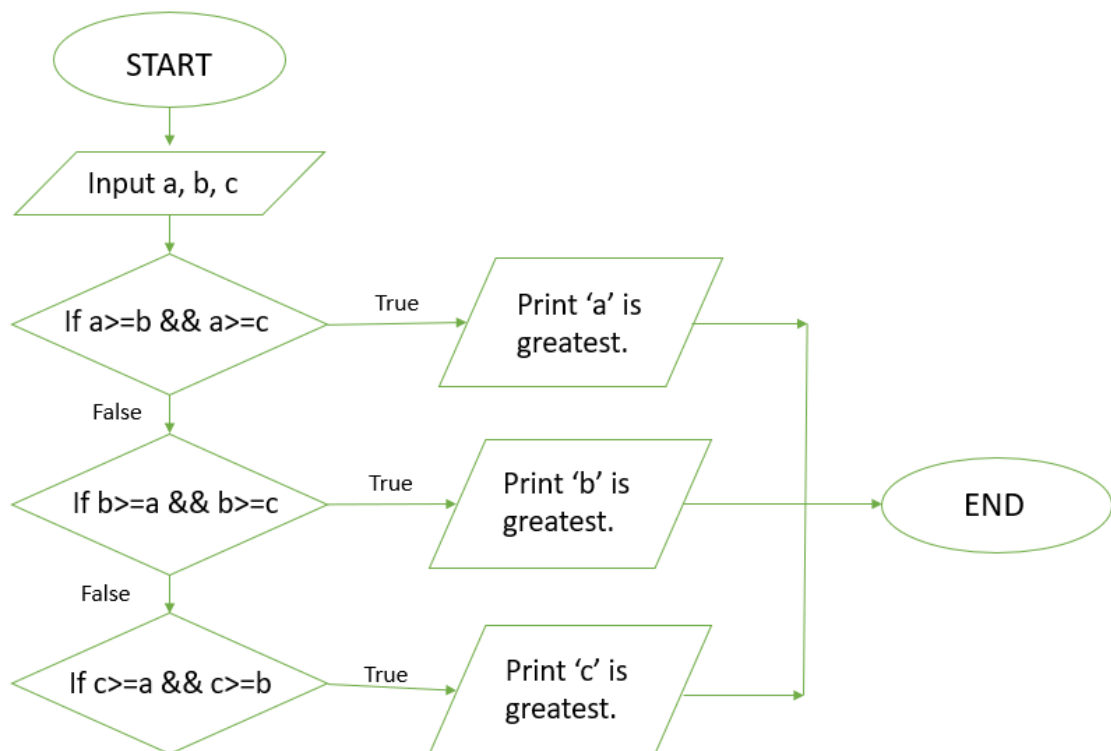 START
Input a, b, c
If a>=b && a>=c
True
Print ‘a’ is
greatest.
False
If b>=a && b>=c
True
Print ‘b’ is
greatest.
END
False
If c>=a && c>=b
True
Print ‘c’ is
greatest.